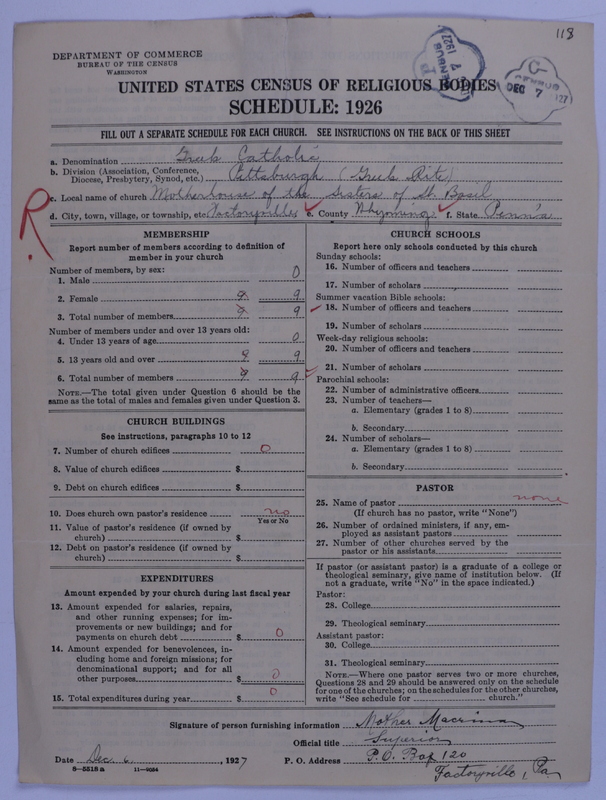 118
DEPARTMENT OF COMMERCE
BUREAU OF THE CENSUS
WASHINGTON
CENSUS
DEC 7
UNITED STATES CENSUS OF RELIGIOUS BODIES
SCHEDULE: 1926
FILL OUT A SEPARATE SCHEDULE FOR EACH CHURCH. SEE INSTRUCTIONS ON THE BACK OF THIS SHEET
a. Denomination Greek Catholic
b. Division (Association, Conference,
Diocese, Presbytery, Synod, etc.) Pittsburgh (Greek Rite)
c. Local name of church Motherhouse of the Sisters of St. Basil
R.
d. City, town, village, or township, etc. Factoryville e. County Wyoming f. State Penn'a
MEMBERSHIP
Report number of members according to definition of
member in your church
Number of members, by sex:
1. Male 0
2. Female 9 9
3. Total number of members 9 9
Number of members under and over 13 years old:
4. Under 13 years of age 0
5. 13 years old and over 9 9
6. Total number of members 9 9
NOTE.—The total given under Question 6 should be the
same as the total of males and females given under Question 3.
CHURCH BUILDINGS
See instructions, paragraphs 10 to 12
7. Number of church edifices 0
8. Value of church edifices $
9. Debt on church edifices $
10. Does church own pastor's residence no
Yes or No
11. Value of pastor's residence (if owned by
church) $
12. Debt on pastor's residence (if owned by
church) $
EXPENDITURES
Amount expended by your church during last fiscal year
13. Amount expended for salaries, repairs,
and other running expenses; for im-
provements or new buildings; and for
payments on church debt $ 0
14. Amount expended for benevolences, in-
cluding home and foreign missions; for
denominational support; and for all
other purposes $ 0
15. Total expenditures during year $ 0
CHURCH SCHOOLS
Report here only schools conducted by this church
Sunday schools:
16. Number of officers and teachers
17. Number of scholars
Summer vacation Bible schools:
18. Number of officers and teachers
19. Number of scholars
Week-day religious schools:
20. Number of officers and teachers
21. Number of scholars
Parochial schools:
22. Number of administrative officers
23. Number of teachers—
a. Elementary (grades 1 to 8)
b. Secondary
24. Number of scholars—
a. Elementary (grades 1 to 8)
b. Secondary
PASTOR
25. Name of pastor none
(If church has no pastor, write "None")
26. Number of ordained ministers, if any, em-
ployed as assistant pastors
27. Number of other churches served by the
pastor or his assistants
If pastor (or assistant pastor) is a graduate of a college or
theological seminary, give name of institution below. (If
not a graduate, write "No" in the space indicated.)
Pastor:
28. College
29. Theological seminary
Assistant pastor:
30. College
31. Theological seminary
NOTE.—Where one pastor serves two or more churches,
Questions 28 and 29 should be answered only on the schedule
for one of the churches; on the schedules for the other churches,
write "See schedule for church."
Signature of person furnishing information Mother Macrina
Official title Superior
Date Dec. 6, 1927 P. O. Address P.O. Box 120
8—5518 a 11—9034 Factoryville, Pa